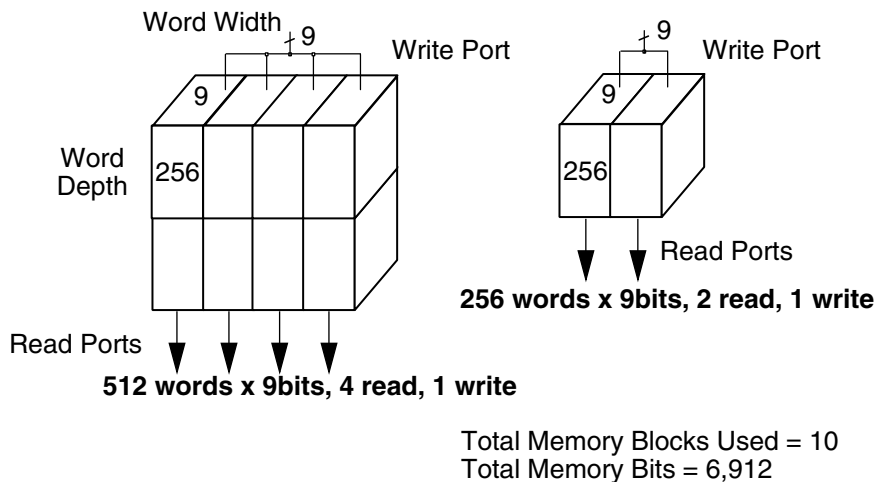 Word Width
9
Write Port
9
Word
Depth
256
Read Ports
512 words x 9bits, 4 read, 1 write
9
Write Port
9
256
Read Ports
256 words x 9bits, 2 read, 1 write
Total Memory Blocks Used = 10
Total Memory Bits = 6,912